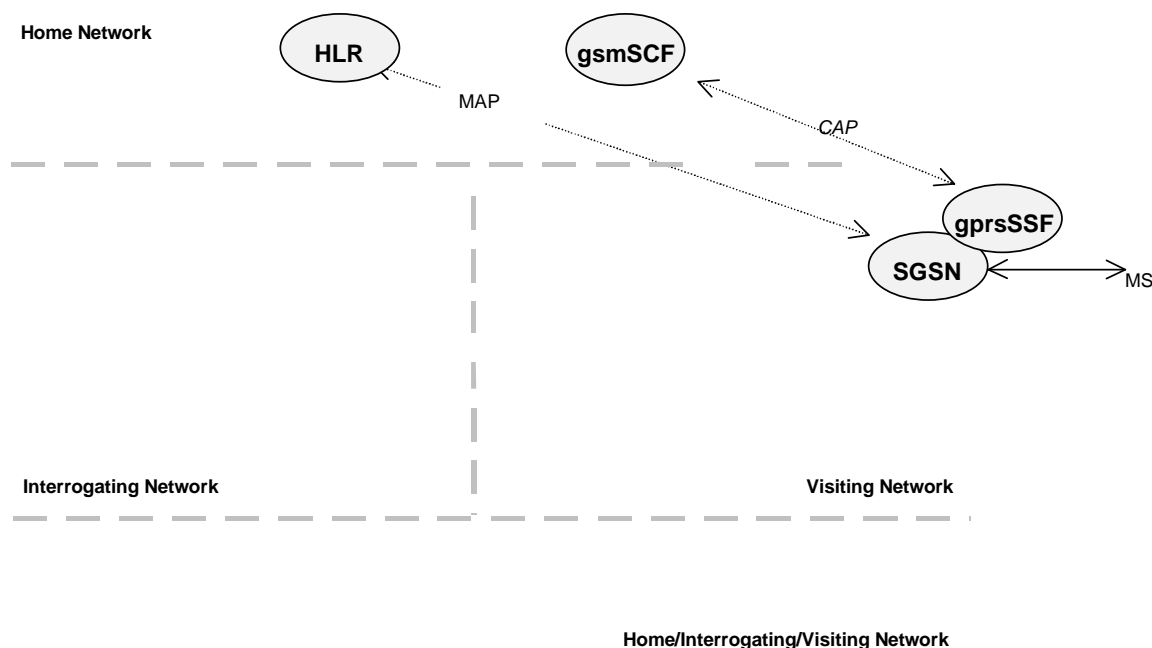 Home Network
HLR
gsmSCF
MAP
CAP
gprsSSF
SGSN
MS
Interrogating Network
Visiting Network
Home/Interrogating/Visiting Network